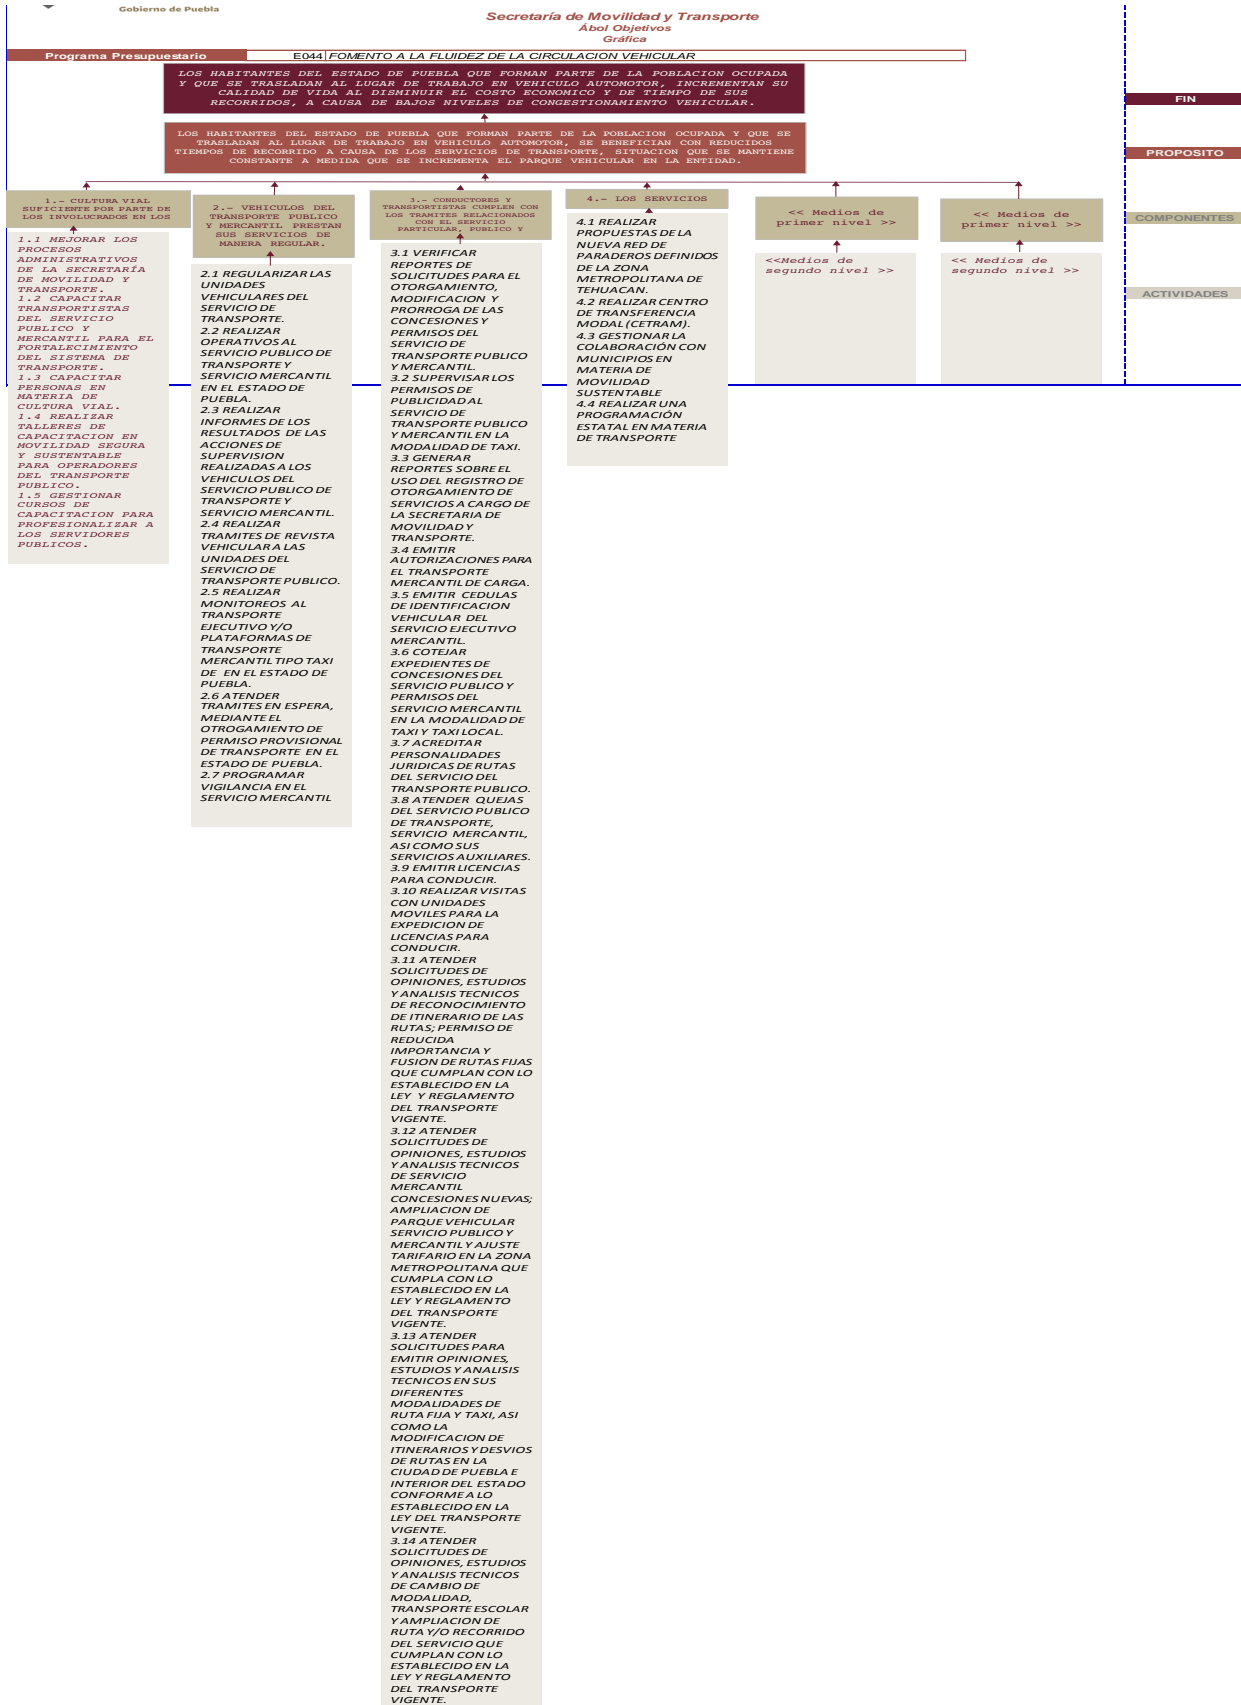 Gobierno de Puebla
Secretaría de Movilidad y Transporte
Ábol Objetivos
Gráfica
Programa Presupuestario
E044 FOMENTO A LA FLUIDEZ DE LA CIRCULACION VEHICULAR
LOS HABITANTES DEL ESTADO DE PUEBLA QUE FORMAN PARTE DE LA POBLACION OCUPADA
Y QUE SE TRASLADAN AL LUGAR DE TRABAJO EN VEHICULO AUTOMOTOR, INCREMENTAN SU
CALIDAD DE VIDA AL DISMINUIR EL COSTO ECONOMICO Y DE TIEMPO DE SUS
RECORRIDOS, A CAUSA DE BAJOS NIVELES DE CONGESTIONAMIENTO VEHICULAR.
FIN
LOS HABITANTES DEL ESTADO DE PUEBLA QUE FORMAN PARTE DE LA POBLACION OCUPADA Y QUE SE
TRASLADAN AL LUGAR DE TRABAJO EN VEHICULO AUTOMOTOR, SE BENEFICIAN CON REDUCIDOS
TIEMPOS DE RECORRIDO A CAUSA DE LOS SERVICIOS DE TRANSPORTE, SITUACION QUE SE MANTIENE
CONSTANTE A MEDIDA QUE SE INCREMENTA EL PARQUE VEHICULAR EN LA ENTIDAD.
PROPOSITO
1.- CULTURA VIAL
SUFICIENTE POR PARTE DE
LOS INVOLUCRADOS EN LOS
1.1 MEJORAR LOS
PROCESOS
ADMINISTRATIVOS
DE LA SECRETARÍA
DE MOVILIDAD Y
TRANSPORTE.
1.2 CAPACITAR
TRANSPORTISTAS
DEL SERVICIO
PUBLICO Y
MERCANTIL PARA EL
FORTALECIMIENTO
DEL SISTEMA DE
TRANSPORTE.
1.3 CAPACITAR
PERSONAS EN
MATERIA DE
CULTURA VIAL.
1.4 REALIZAR
TALLERES DE
CAPACITACION EN
MOVILIDAD SEGURA
Y SUSTENTABLE
PARA OPERADORES
DEL TRANSPORTE
PUBLICO.
1.5 GESTIONAR
CURSOS DE
CAPACITACION PARA
PROFESIONALIZAR A
LOS SERVIDORES
PUBLICOS.
2.- VEHICULOS DEL
TRANSPORTE PUBLICO
Y MERCANTIL PRESTAN
SUS SERVICIOS DE
MANERA REGULAR.
2.1 REGULARIZAR LAS
UNIDADES
VEHICULARES DEL
SERVICIO DE
TRANSPORTE.
2.2 REALIZAR
OPERATIVOS AL
SERVICIO PUBLICO DE
TRANSPORTE Y
SERVICIO MERCANTIL
EN EL ESTADO DE
PUEBLA.
2.3 REALIZAR
INFORMES DE LOS
RESULTADOS DE LAS
ACCIONES DE
SUPERVISION
REALIZADAS A LOS
VEHICULOS DEL
SERVICIO PUBLICO DE
TRANSPORTE Y
SERVICIO MERCANTIL.
2.4 REALIZAR
TRAMITES DE REVISTA
VEHICULAR A LAS
UNIDADES DEL
SERVICIO DE
TRANSPORTE PUBLICO.
2.5 REALIZAR
MONITOREOS AL
TRANSPORTE
EJECUTIVO Y/O
PLATAFORMAS DE
TRANSPORTE
MERCANTIL TIPO TAXI
DE EN EL ESTADO DE
PUEBLA.
2.6 ATENDER
TRAMITES EN ESPERA,
MEDIANTE EL
OTROGAMIENTO DE
PERMISO PROVISIONAL
DE TRANSPORTE EN EL
ESTADO DE PUEBLA.
2.7 PROGRAMAR
VIGILANCIA EN EL
SERVICIO MERCANTIL
3.- CONDUCTORES Y
TRANSPORTISTAS CUMPLEN CON
LOS TRAMITES RELACIONADOS
CON EL SERVICIO
PARTICULAR, PUBLICO Y
3.1 VERIFICAR
REPORTES DE
SOLICITUDES PARA EL
OTORGAMIENTO,
MODIFICACION Y
PRORROGA DE LAS
CONCESIONES Y
PERMISOS DEL
SERVICIO DE
TRANSPORTE PUBLICO
Y MERCANTIL.
3.2 SUPERVISAR LOS
PERMISOS DE
PUBLICIDAD AL
SERVICIO DE
TRANSPORTE PUBLICO
Y MERCANTIL EN LA
MODALIDAD DE TAXI.
3.3 GENERAR
REPORTES SOBRE EL
USO DEL REGISTRO DE
OTORGAMIENTO DE
SERVICIOS A CARGO DE
LA SECRETARIA DE
MOVILIDAD Y
TRANSPORTE.
3.4 EMITIR
AUTORIZACIONES PARA
EL TRANSPORTE
MERCANTIL DE CARGA.
3.5 EMITIR CEDULAS
DE IDENTIFICACION
VEHICULAR DEL
SERVICIO EJECUTIVO
MERCANTIL.
3.6 COTEJAR
EXPEDIENTES DE
CONCESIONES DEL
SERVICIO PUBLICO Y
PERMISOS DEL
SERVICIO MERCANTIL
EN LA MODALIDAD DE
TAXI Y TAXI LOCAL.
3.7 ACREDITAR
PERSONALIDADES
JURIDICAS DE RUTAS
DEL SERVICIO DEL
TRANSPORTE PUBLICO.
3.8 ATENDER QUEJAS
DEL SERVICIO PUBLICO
DE TRANSPORTE,
SERVICIO MERCANTIL,
ASI COMO SUS
SERVICIOS AUXILIARES.
3.9 EMITIR LICENCIAS
PARA CONDUCIR.
3.10 REALIZAR VISITAS
CON UNIDADES
MOVILES PARA LA
EXPEDICION DE
LICENCIAS PARA
CONDUCIR.
3.11 ATENDER
SOLICITUDES DE
OPINIONES, ESTUDIOS
Y ANALISIS TECNICOS
DE RECONOCIMIENTO
DE ITINERARIO DE LAS
RUTAS; PERMISO DE
REDUCIDA
IMPORTANCIA Y
FUSION DE RUTAS FIJAS
QUE CUMPLAN CON LO
ESTABLECIDO EN LA
LEY Y REGLAMENTO
DEL TRANSPORTE
VIGENTE.
3.12 ATENDER
SOLICITUDES DE
OPINIONES, ESTUDIOS
Y ANALISIS TECNICOS
DE SERVICIO
MERCANTIL
CONCESIONES NUEVAS;
AMPLIACION DE
PARQUE VEHICULAR
SERVICIO PUBLICO Y
MERCANTIL Y AJUSTE
TARIFARIO EN LA ZONA
METROPOLITANA QUE
CUMPLA CON LO
ESTABLECIDO EN LA
LEY Y REGLAMENTO
DEL TRANSPORTE
VIGENTE.
3.13 ATENDER
SOLICITUDES PARA
EMITIR OPINIONES,
ESTUDIOS Y ANALISIS
TECNICOS EN SUS
DIFERENTES
MODALIDADES DE
RUTA FIJA Y TAXI, ASI
COMO LA
MODIFICACION DE
ITINERARIOS Y DESVIOS
DE RUTAS EN LA
CIUDAD DE PUEBLA E
INTERIOR DEL ESTADO
CONFORME A LO
ESTABLECIDO EN LA
LEY DEL TRANSPORTE
VIGENTE.
3.14 ATENDER
SOLICITUDES DE
OPINIONES, ESTUDIOS
Y ANALISIS TECNICOS
DE CAMBIO DE
MODALIDAD,
TRANSPORTE ESCOLAR
Y AMPLIACION DE
RUTA Y/O RECORRIDO
DEL SERVICIO QUE
CUMPLAN CON LO
ESTABLECIDO EN LA
LEY Y REGLAMENTO
DEL TRANSPORTE
VIGENTE.
4.- LOS SERVICIOS
4.1 REALIZAR
PROPUESTAS DE LA
NUEVA RED DE
PARADEROS DEFINIDOS
DE LA ZONA
METROPOLITANA DE
TEHUACAN.
4.2 REALIZAR CENTRO
DE TRANSFERENCIA
MODAL (CETRAM).
4.3 GESTIONAR LA
COLABORACIÓN CON
MUNICIPIOS EN
MATERIA DE
MOVILIDAD
SUSTENTABLE
4.4 REALIZAR UNA
PROGRAMACIÓN
ESTATAL EN MATERIA
DE TRANSPORTE
<< Medios de
primer nivel >>
<<Medios de
segundo nivel >>
<< Medios de
primer nivel >>
<< Medios de
segundo nivel >>
COMPONENTES
ACTIVIDADES